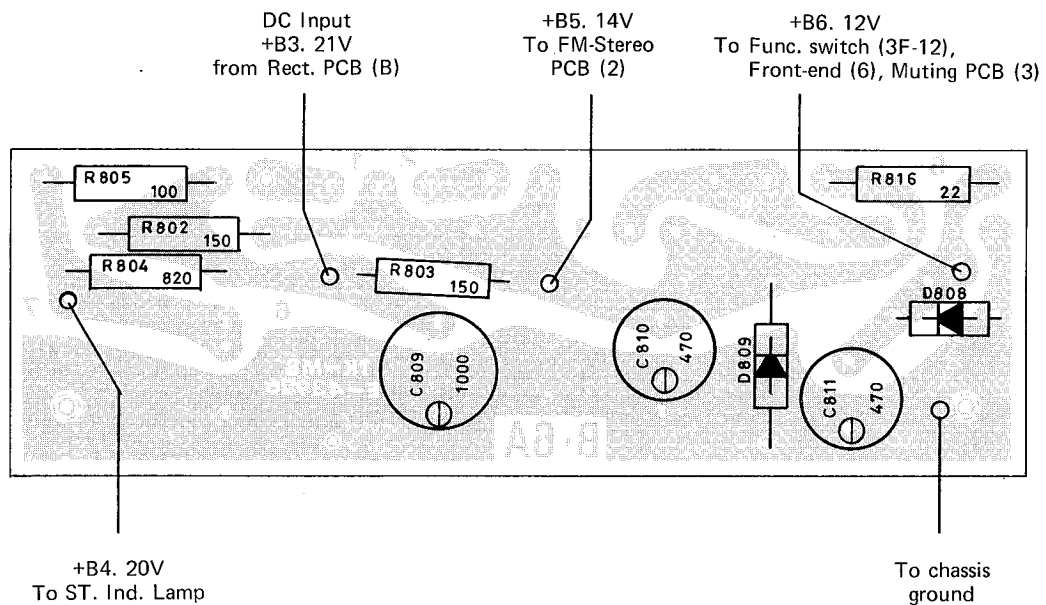 DC Input
+B3. 21V
from Rect. PCB (B)
+B5. 14V
To FM-Stereo
PCB (2)
+B6. 12V
To Func. switch (3F-12),
Front-end (6), Muting PCB (3)
R805
100
R802
150
R804
820
R803
150
R816
22
D808
C809
1000
C810
470
D809
C811
470
B-6A
+B4. 20V
To ST. Ind. Lamp
To chassis
ground